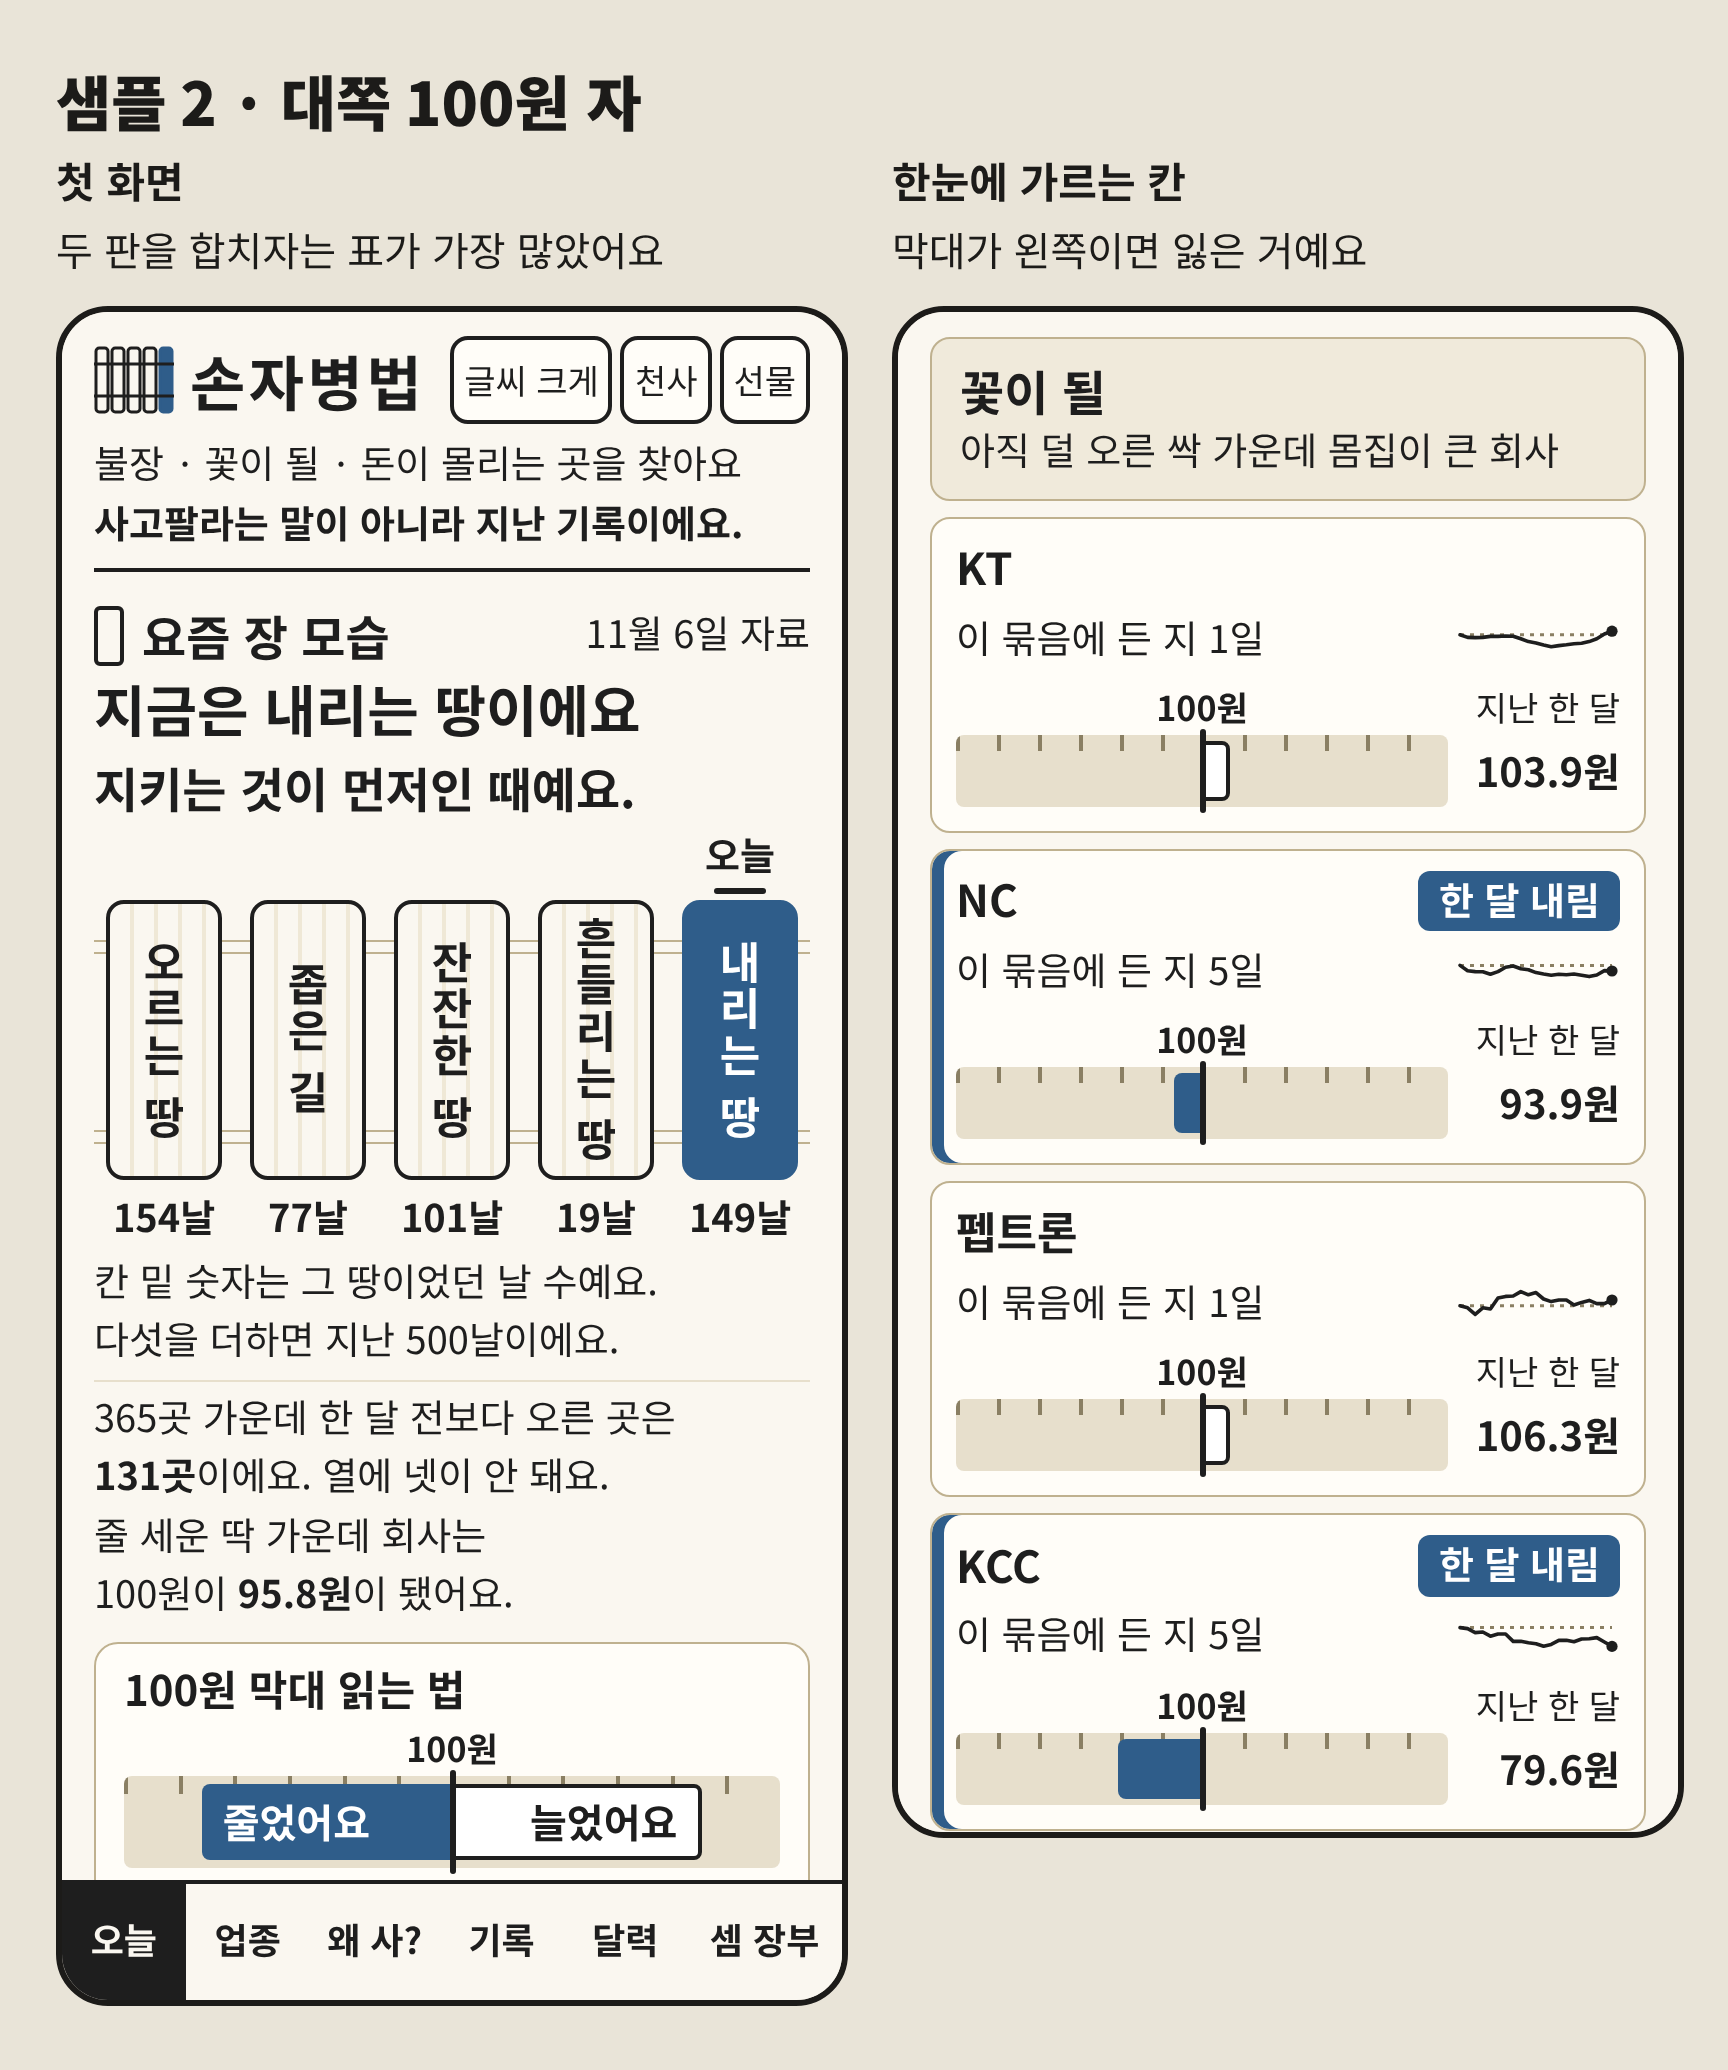 샘플 2 · 대쪽 100원 자
첫 화면
두 판을 합치자는 표가 가장 많았어요
손자병법
글씨 크게
천사
선물
불장 · 꽃이 될 · 돈이 몰리는 곳을 찾아요
사고팔라는 말이 아니라 지난 기록이에요.
요즘 장 모습
11월 6일 자료
지금은 내리는 땅이에요
지키는 것이 먼저인 때예요.
오늘
오르는 땅
좁은 길
잔잔한 땅
흔들리는 땅
내리는 땅
154날
77날
101날
19날
149날
칸 밑 숫자는 그 땅이었던 날 수예요.
다섯을 더하면 지난 500날이에요.
365곳 가운데 한 달 전보다 오른 곳은
131곳이에요. 열에 넷이 안 돼요.
줄 세운 딱 가운데 회사는
100원이 95.8원이 됐어요.
100원 막대 읽는 법
100원
줄었어요
늘었어요
오늘
업종
왜 사?
기록
달력
셈 장부
한눈에 가르는 칸
막대가 왼쪽이면 잃은 거예요
꽃이 될
아직 덜 오른 싹 가운데 몸집이 큰 회사
KT
이 묶음에 든 지 1일
100원
지난 한 달
103.9원
NC
한 달 내림
이 묶음에 든 지 5일
100원
지난 한 달
93.9원
펩트론
이 묶음에 든 지 1일
100원
지난 한 달
106.3원
KCC
한 달 내림
이 묶음에 든 지 5일
100원
지난 한 달
79.6원